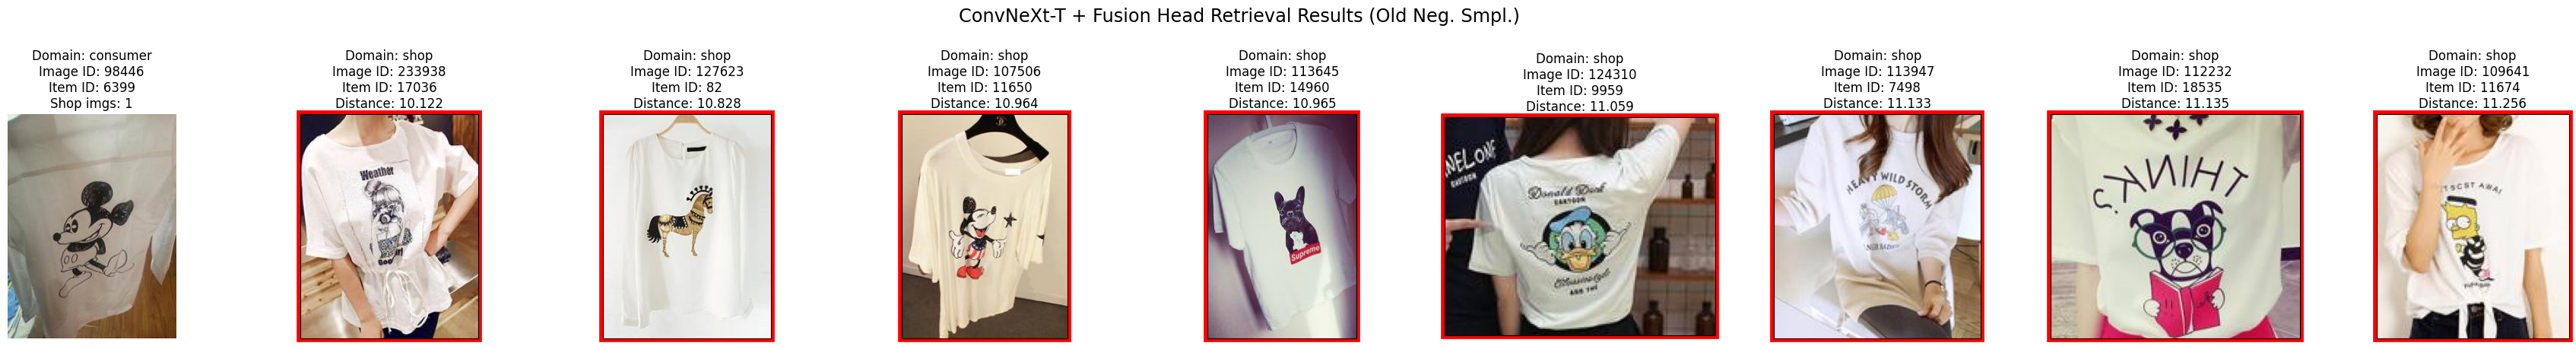 ConvNeXt-T + Fusion Head Retrieval Results (Old Neg. Smpl.)
Domain: consumer
Image ID: 98446
Item ID: 6399
Shop imgs: 1
Domain: shop
Image ID: 233938
Item ID: 17036
Distance: 10.122
Weather
Domain: shop
Image ID: 127623
Item ID: 82
Distance: 10.828
Domain: shop
Image ID: 107506
Item ID: 11650
Distance: 10.964
Domain: shop
Image ID: 113645
Item ID: 14960
Distance: 10.965
Supreme
Domain: shop
Image ID: 124310
Item ID: 9959
Distance: 11.059
Donald Duck
CARTOON
AND THE
Domain: shop
Image ID: 113947
Item ID: 7498
Distance: 11.133
HEAVY WILD STORM
Domain: shop
Image ID: 112232
Item ID: 18535
Distance: 11.135
THINK?
Domain: shop
Image ID: 109641
Item ID: 11674
Distance: 11.256